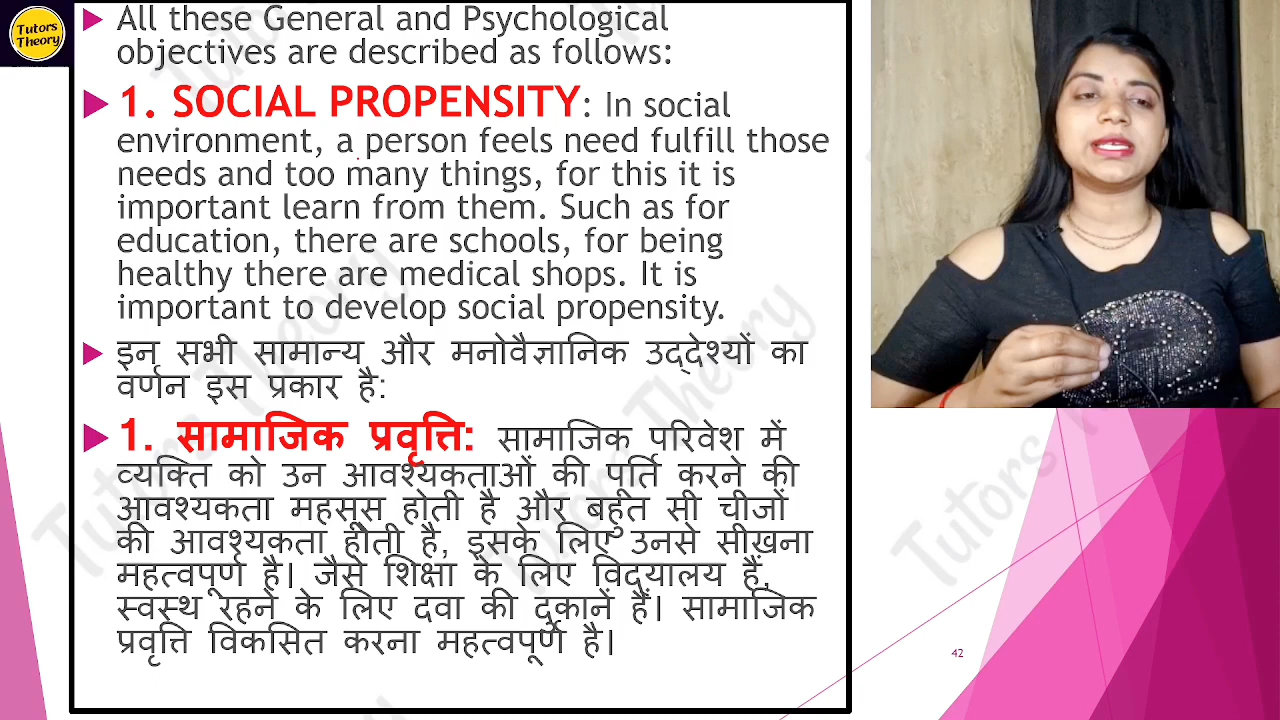 Tutors
Theory
All these General and Psychological
objectives are described as follows:
1. SOCIAL PROPENSITY: In social
environment, a person feels need fulfill those
needs and too many things, for this it is
important learn from them. Such as for
education, there are schools, for being
healthy there are medical shops. It is
important to develop social propensity.
इन सभी सामान्य और मनोवैज्ञानिक उद्देश्यों का
वर्णन इस प्रकार है:
1. सामाजिक प्रवृत्ति: सामाजिक परिवेश में
व्यक्ति को उन आवश्यकताओं की पूर्ति करने की
आवश्यकता महसूस होती है और बहुत सी चीजों
की आवश्यकता होती है, इसके लिए उनसे सीखना
महत्वपूर्ण है। जैसे शिक्षा के लिए विद्यालय हैं,
स्वस्थ रहने के लिए दवा की दुकानें हैं। सामाजिक
प्रवृत्ति विकसित करना महत्वपूर्ण है।
Tutors Theory
Tutors Theory
Tutors
42